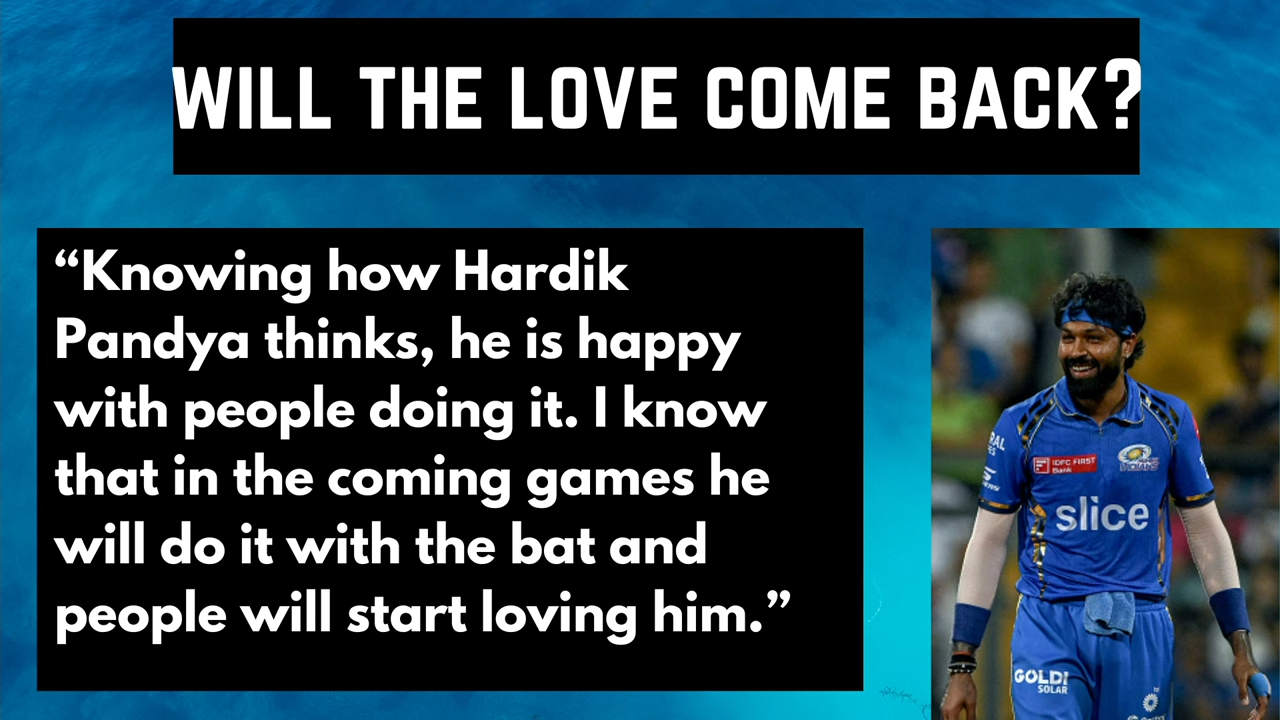 WILL THE LOVE COME BACK?
“Knowing how Hardik
Pandya thinks, he is happy
with people doing it. I know
that in the coming games he
will do it with the bat and
people will start loving him.”
IDFC FIRST
Bank
slice
GOLDI
SOLAR